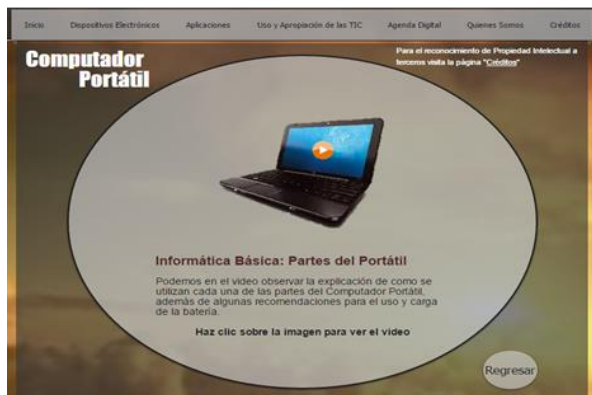 Inicio Dispositivos Electrónicos Aplicaciones Uso y Apropiación de las TIC Agenda Digital Quienes Somos Créditos
Computador
Portátil
Para el reconocimiento de Propiedad Intelectual a
terceros visita la página "Créditos"
Informática Básica: Partes del Portátil
Podemos en el video observar la explicación de como se
utilizan cada una de las partes del Computador Portátil,
además de algunas recomendaciones para el uso y carga
de la batería.
Haz clic sobre la imagen para ver el video
Regresar